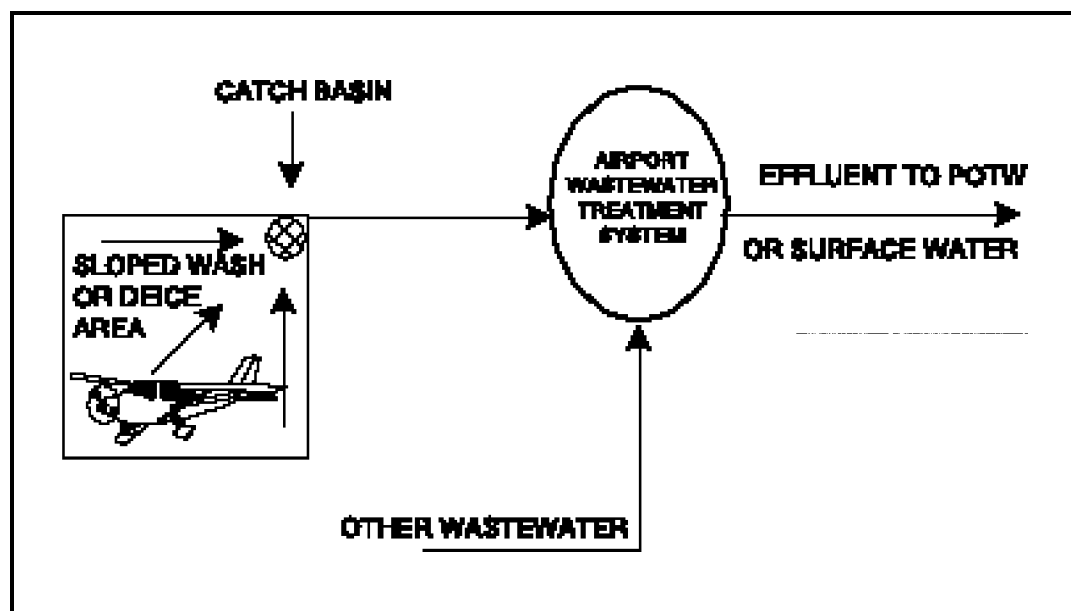 CATCH BASIN
SLOPED WASH
OR DEICE
AREA
AIRPORT
WASTEWATER
TREATMENT
SYSTEM
EFFLUENT TO POTW
OR SURFACE WATER
OTHER WASTEWATER